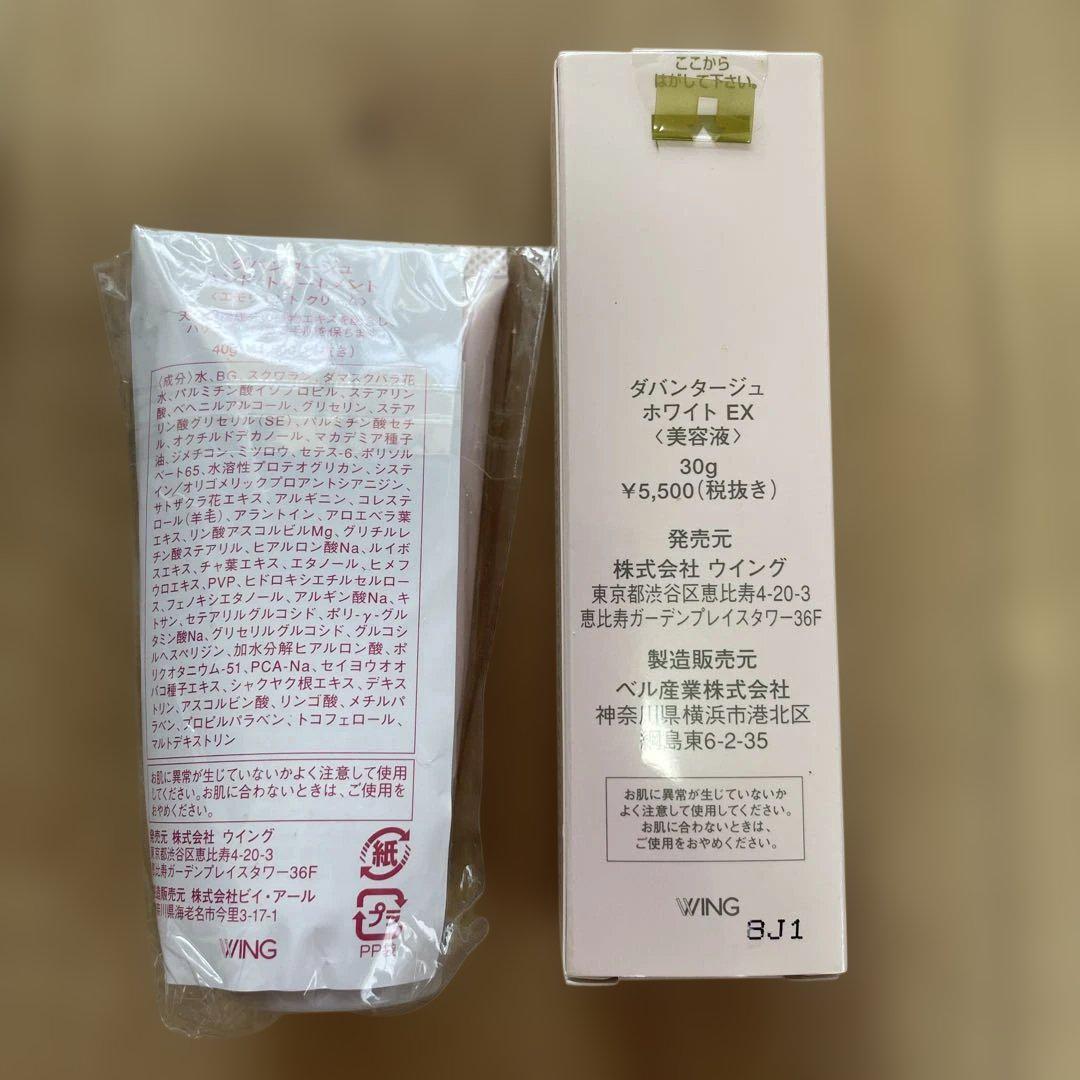 ダバンタージュ
を保ちま
40g
〈成分〉水、BG、スクワラン、ダマスクバラ花
水、パルミチン酸イソプロピル、ステアリン
酸、ベヘニルアルコール、グリセリン、ステア
リン酸グリセリル(SE)、パルミチン酸セチ
ル、オクチルドデカノール、マカデミア種子
油、ジメチコン、ミツロウ、セテス-6、ポリソル
ベート65、水溶性プロテオグリカン、システ
イン/オリゴメリックプロアントシアニジン、
サトザクラ花エキス、アルギニン、コレステ
ロール(羊毛)、アラントイン、アロエベラ葉
エキス、リン酸アスコルビルMg、グリチルレ
チン酸ステアリル、ヒアルロン酸Na、ルイボ
スエキス、チャ葉エキス、エタノール、ヒメフ
ウロエキス、PVP、ヒドロキシエチルセルロー
ス、フェノキシエタノール、アルギン酸Na、キ
トサン、セテアリルグルコシド、ポリ-γ-グル
タミン酸Na、グリセリルグルコシド、グルコシ
ルヘスペリジン、加水分解ヒアルロン酸、ポ
リクオタニウム-51、PCA-Na、セイヨウオオ
バコ種子エキス、シャクヤク根エキス、デキス
トリン、アスコルビン酸、リンゴ酸、メチルパ
ラベン、プロピルパラベン、トコフェロール、
マルトデキストリン
お肌に異常が生じていないかよく注意して使用
してください。お肌に合わないときは、ご使用を
おやめください。
発売元 株式会社 ウイング
東京都渋谷区恵比寿4-20-3
恵比寿ガーデンプレイスタワー36F
製造販売元 株式会社ビイ・アール
神奈川県海老名市今里3-17-1
WING
紙
プラ
PP袋
ここから
はがして下さい。
ダバンタージュ
ホワイト EX
〈美容液〉
30g
¥5,500(税抜き)
発売元
株式会社 ウイング
東京都渋谷区恵比寿4-20-3
恵比寿ガーデンプレイスタワー36F
製造販売元
ベル産業株式会社
神奈川県横浜市港北区
綱島東6-2-35
お肌に異常が生じていないか
よく注意して使用してください。
お肌に合わないときは、
ご使用をおやめください。
WING
8J1